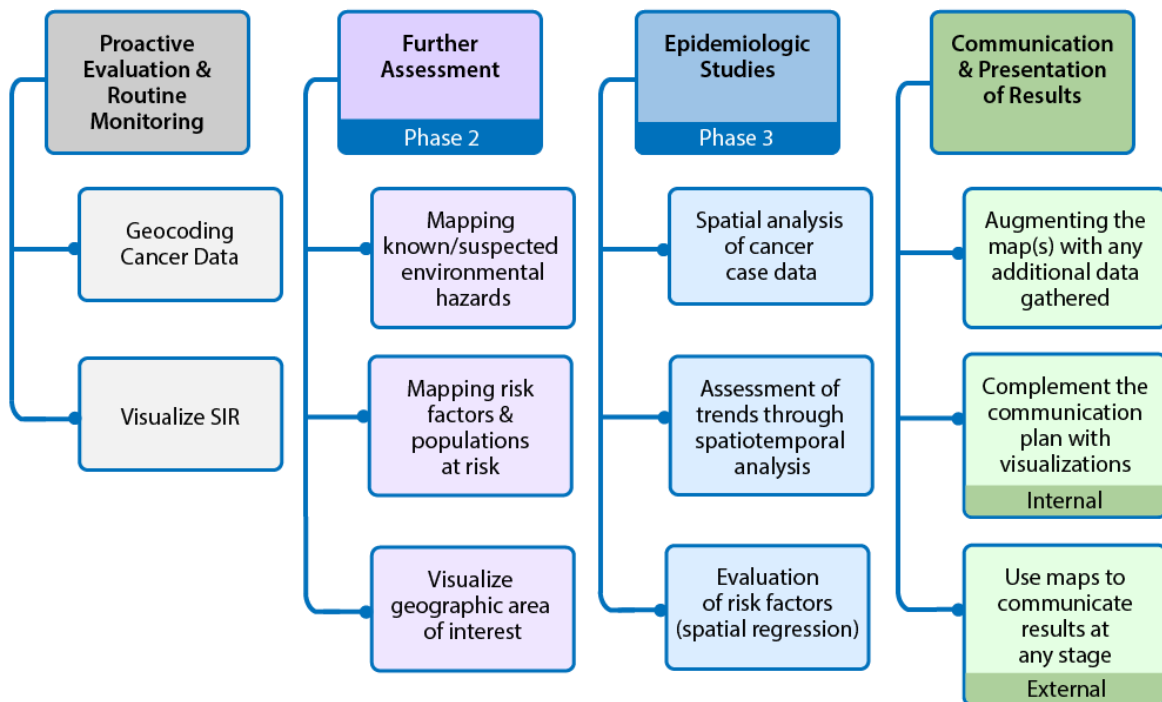 Proactive
Evaluation &
Routine
Monitoring
Geocoding
Cancer Data
Visualize SIR
Further
Assessment
Phase 2
Mapping
known/suspected
environmental
hazards
Mapping risk
factors &
populations
at risk
Visualize
geographic area
of interest
Epidemiologic
Studies
Phase 3
Spatial analysis
of cancer
case data
Assessment of
trends through
spatiotemporal
analysis
Evaluation
of risk factors
(spatial regression)
Communication
& Presentation
of Results
Augmenting the
map(s) with any
additional data
gathered
Complement the
communication
plan with
visualizations
Internal
Use maps to
communicate
results at
any stage
External